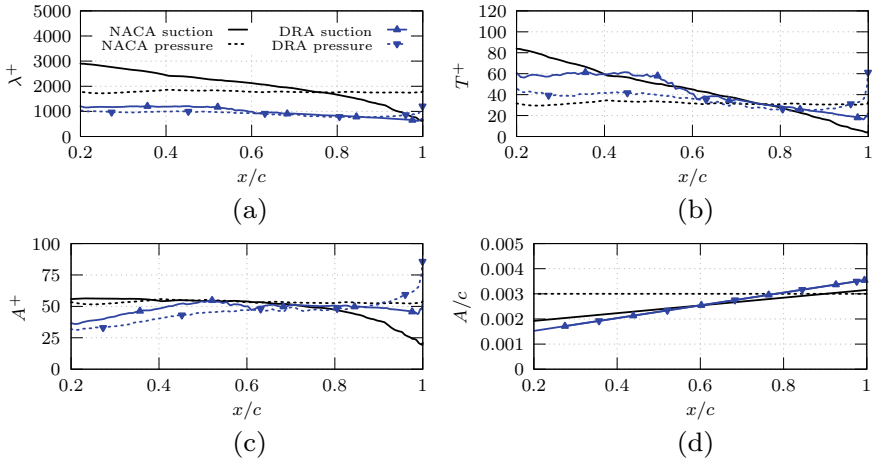 5000
4000
3000
2000
1000
0
λ+
NACA suction
NACA pressure
DRA suction
DRA pressure
0.2 0.4 0.6 0.8 1
x/c
(a)
120
100
80
60
40
20
0
T+
0.2 0.4 0.6 0.8 1
x/c
(b)
100
75
50
25
0
A+
0.2 0.4 0.6 0.8 1
x/c
(c)
0.005
0.004
0.003
0.002
0.001
0
A/c
0.2 0.4 0.6 0.8 1
x/c
(d)